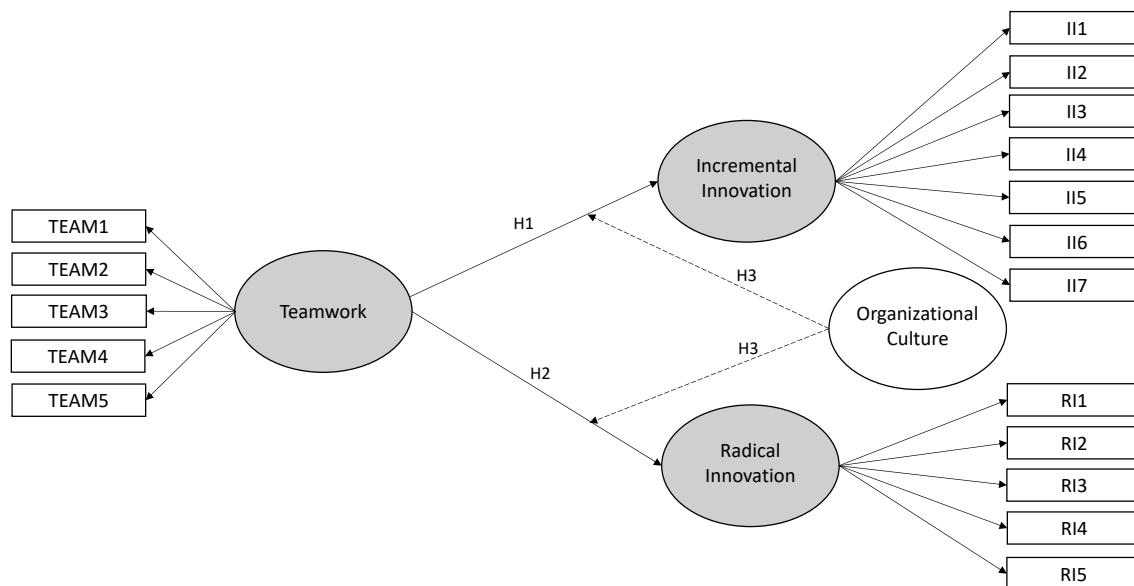 TEAM1
TEAM2
TEAM3
TEAM4
TEAM5
Teamwork
H1
H2
Incremental
Innovation
H3
H3
Organizational
Culture
Radical
Innovation
II1
II2
II3
II4
II5
II6
II7
RI1
RI2
RI3
RI4
RI5